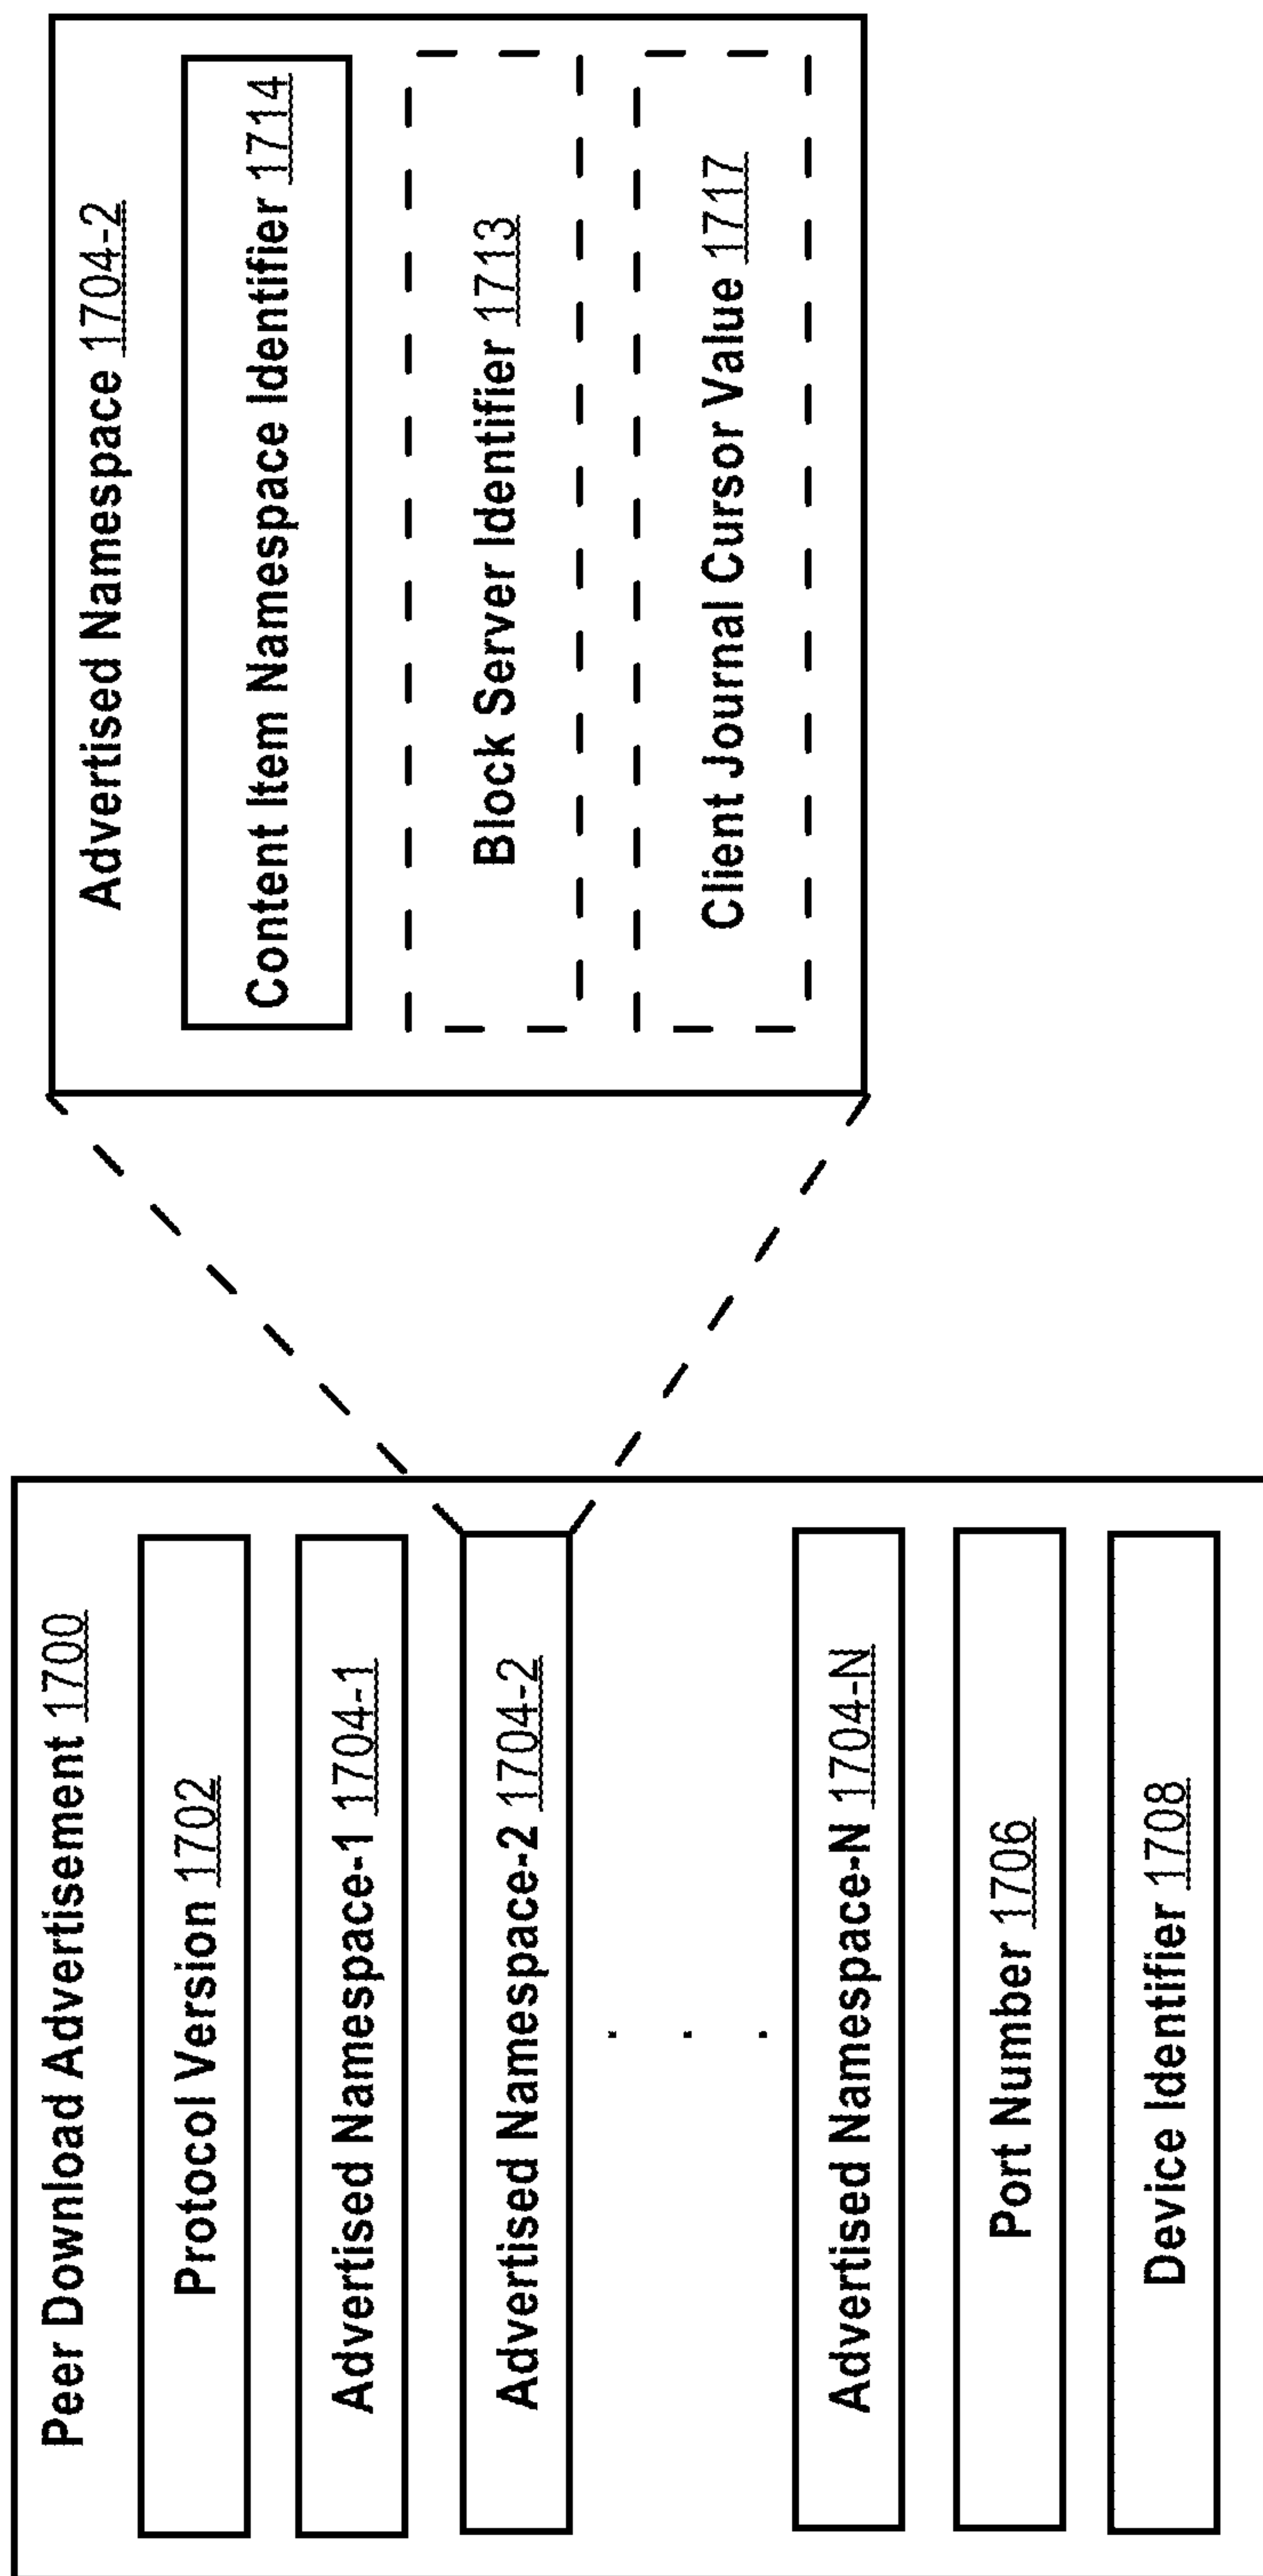 Peer Download Advertisement 1700
Protocol Version 1702
Advertised Namespace-1 1704-1
Advertised Namespace-2 1704-2
. . .
Advertised Namespace-N 1704-N
Port Number 1706
Device Identifier 1708
Advertised Namespace 1704-2
Content Item Namespace Identifier 1714
Block Server Identifier 1713
Client Journal Cursor Value 1717